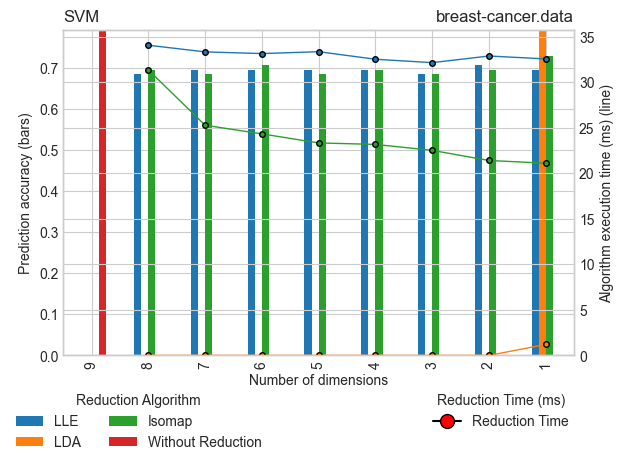 SVM breast-cancer.data
Prediction accuracy (bars)
0.7
0.6
0.5
0.4
0.3
0.2
0.1
0.0
35
30
25
20
15
10
5
0
Algorithm execution time (ms) (line)
9 8 7 6 5 4 3 2 1
Number of dimensions
Reduction Algorithm
LLE Isomap
LDA Without Reduction
Reduction Time (ms)
Reduction Time